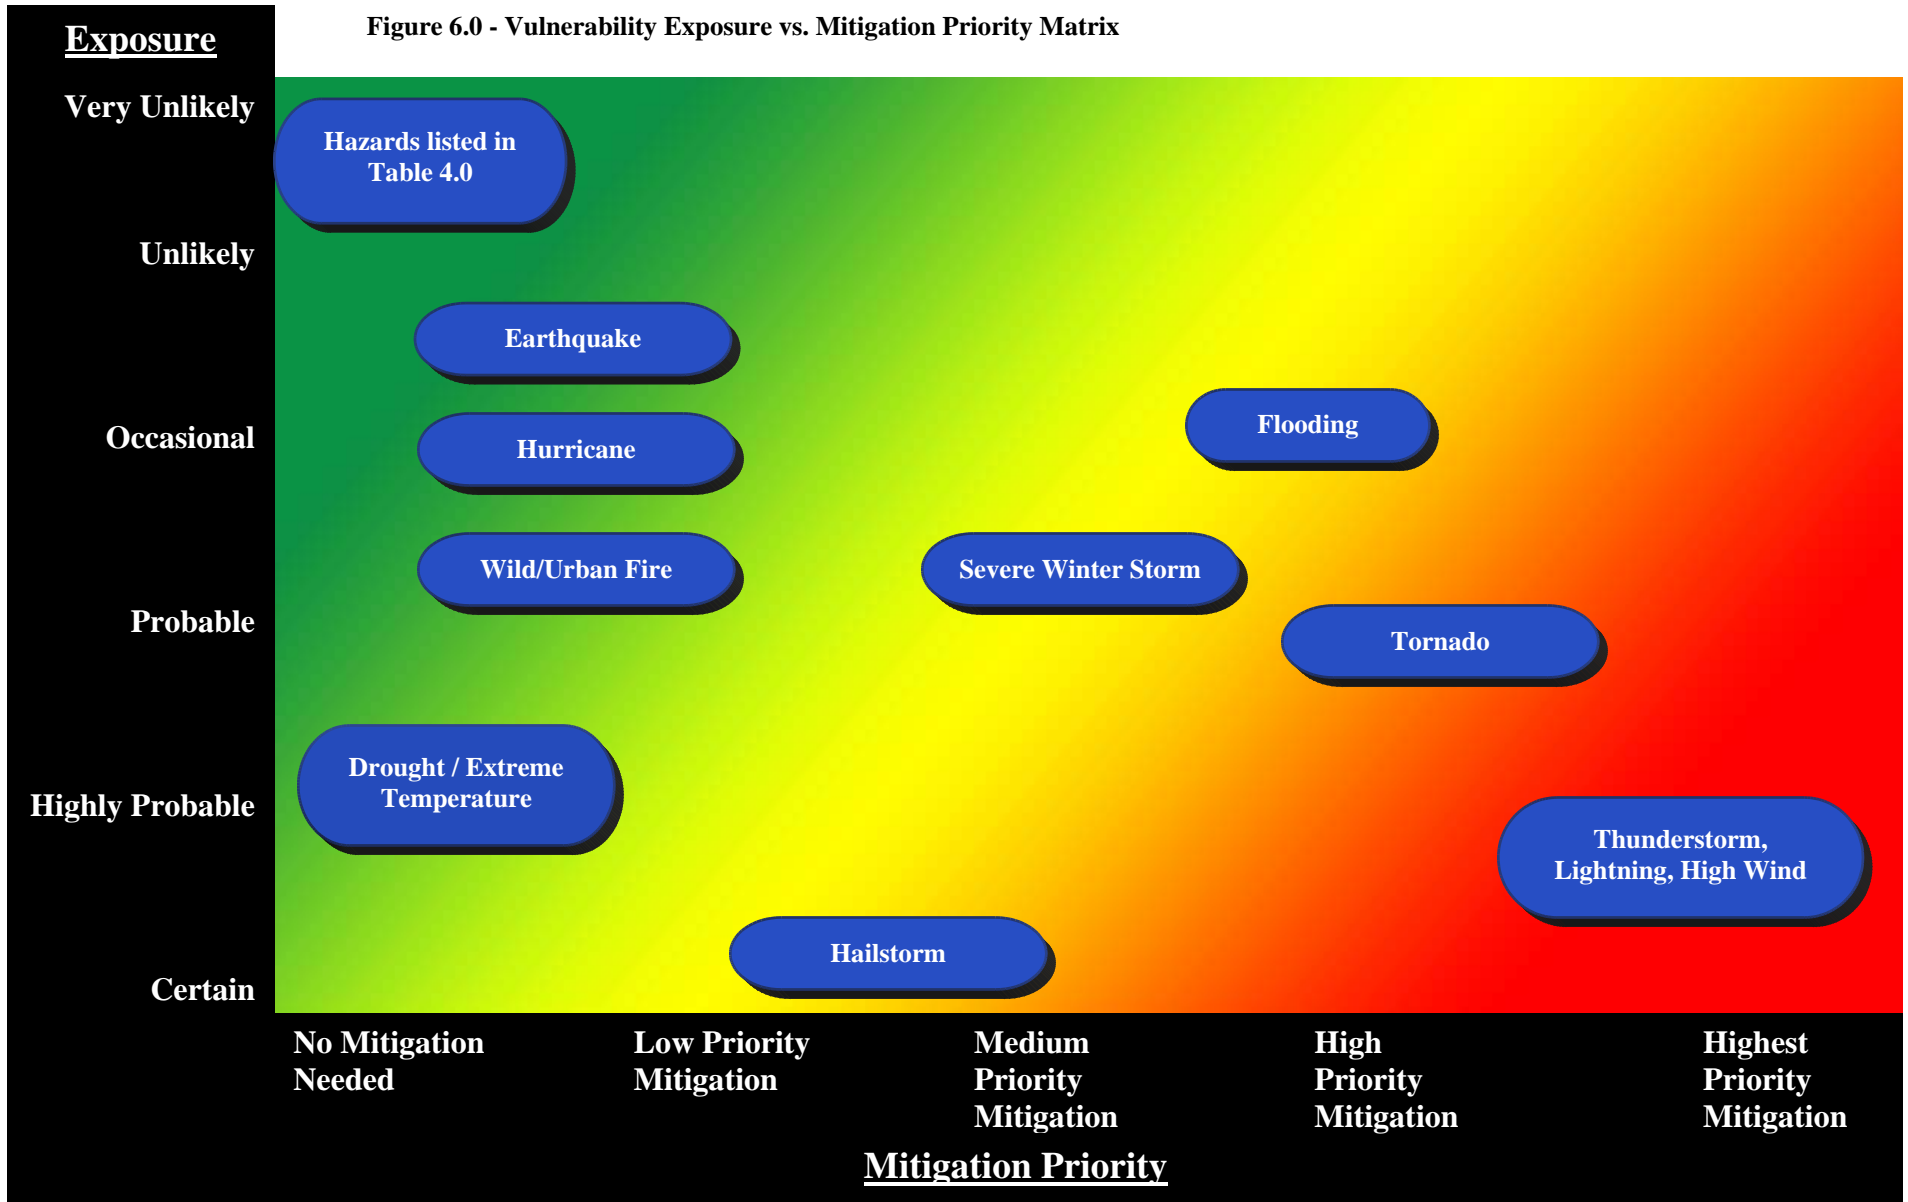 Figure 6.0 - Vulnerability Exposure vs. Mitigation Priority Matrix
Exposure
Very Unlikely
Hazards listed in
Table 4.0
Unlikely
Earthquake
Occasional
Hurricane
Flooding
Wild/Urban Fire
Severe Winter Storm
Probable
Tornado
Drought / Extreme
Temperature
Highly Probable
Thunderstorm,
Lightning, High Wind
Hailstorm
Certain
No Mitigation
Needed
Low Priority
Mitigation
Medium
Priority
Mitigation
High
Priority
Mitigation
Highest
Priority
Mitigation
Mitigation Priority